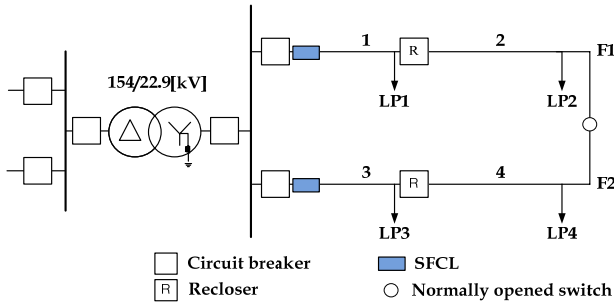 1
R
2
F1
154/22.9[kV]
LP1
LP2
3
R
4
F2
LP3
LP4
Circuit breaker
SFCL
R Recloser
Normally opened switch